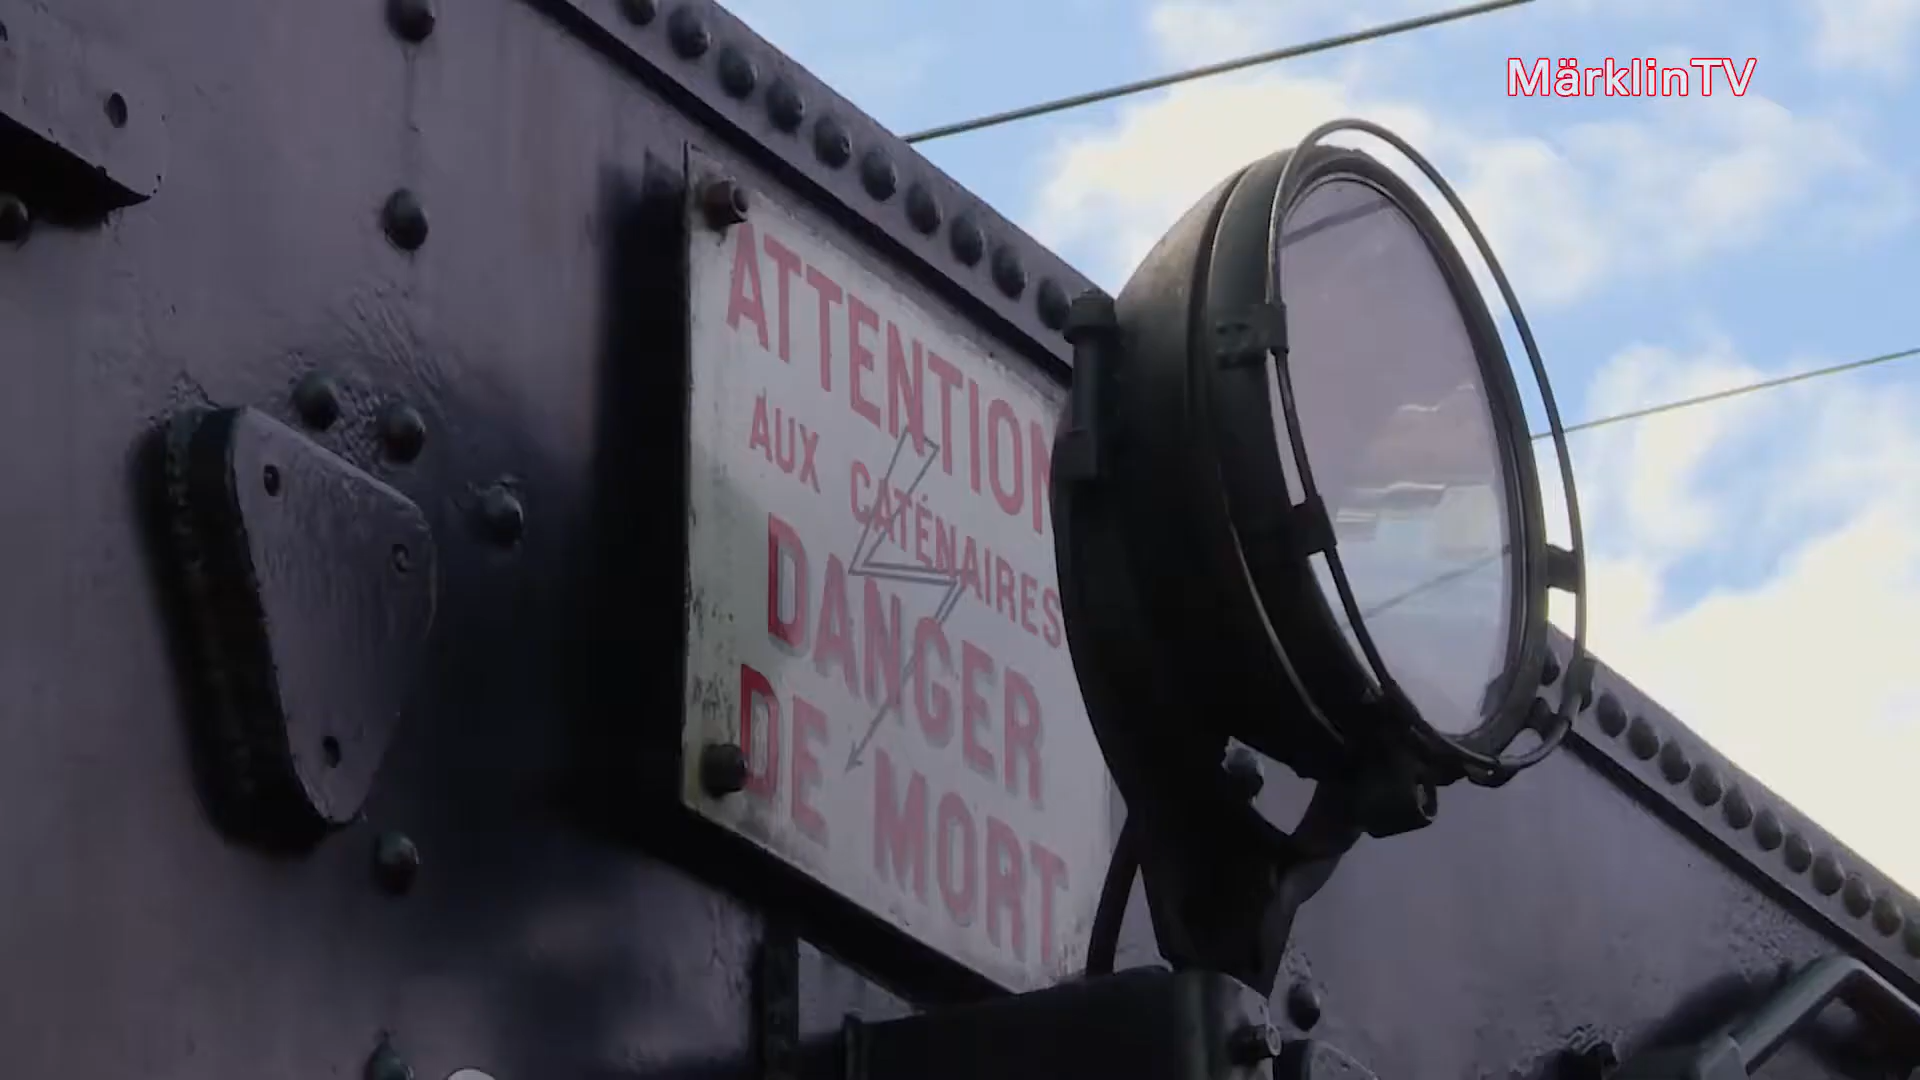 MärklinTV
ATTENTION
AUX CATÉNAIRES
DANGER
DE MORT